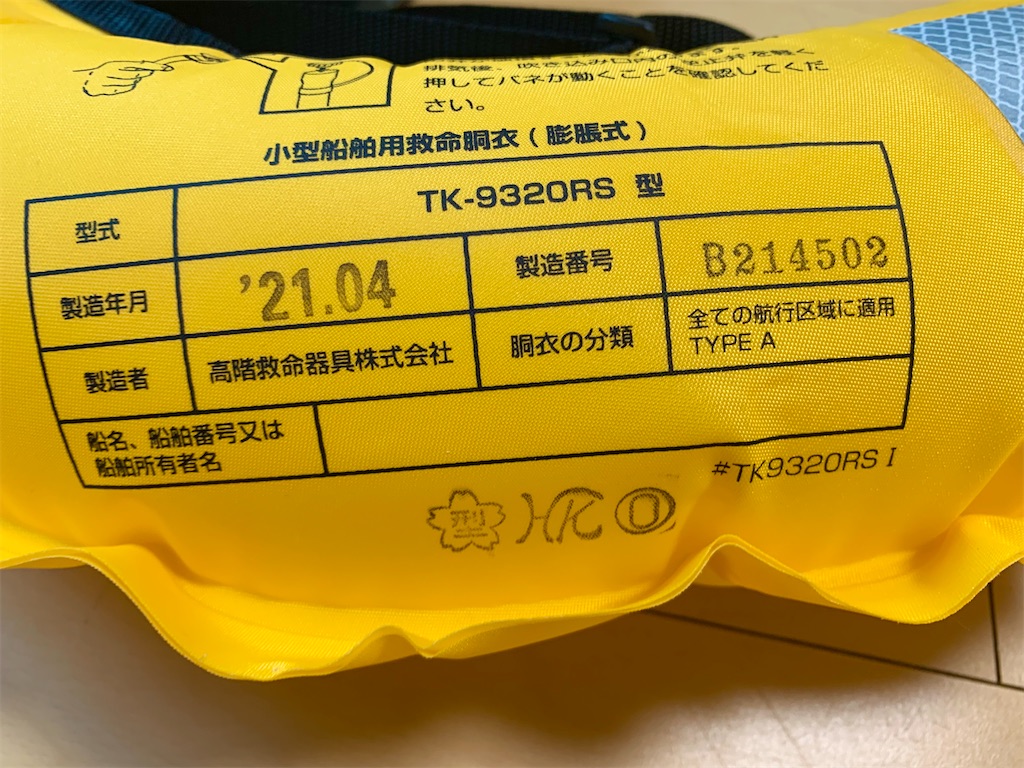 押してバネが動くことを確認してくだ
さい。
小型船舶用救命胴衣(膨脹式)
型式
TK-9320RS 型
製造年月
'21.04
製造番号
B214502
製造者
高階救命器具株式会社
胴衣の分類
全ての航行区域に適用
TYPE A
船名、船舶番号又は
船舶所有者名
#TK9320RS I